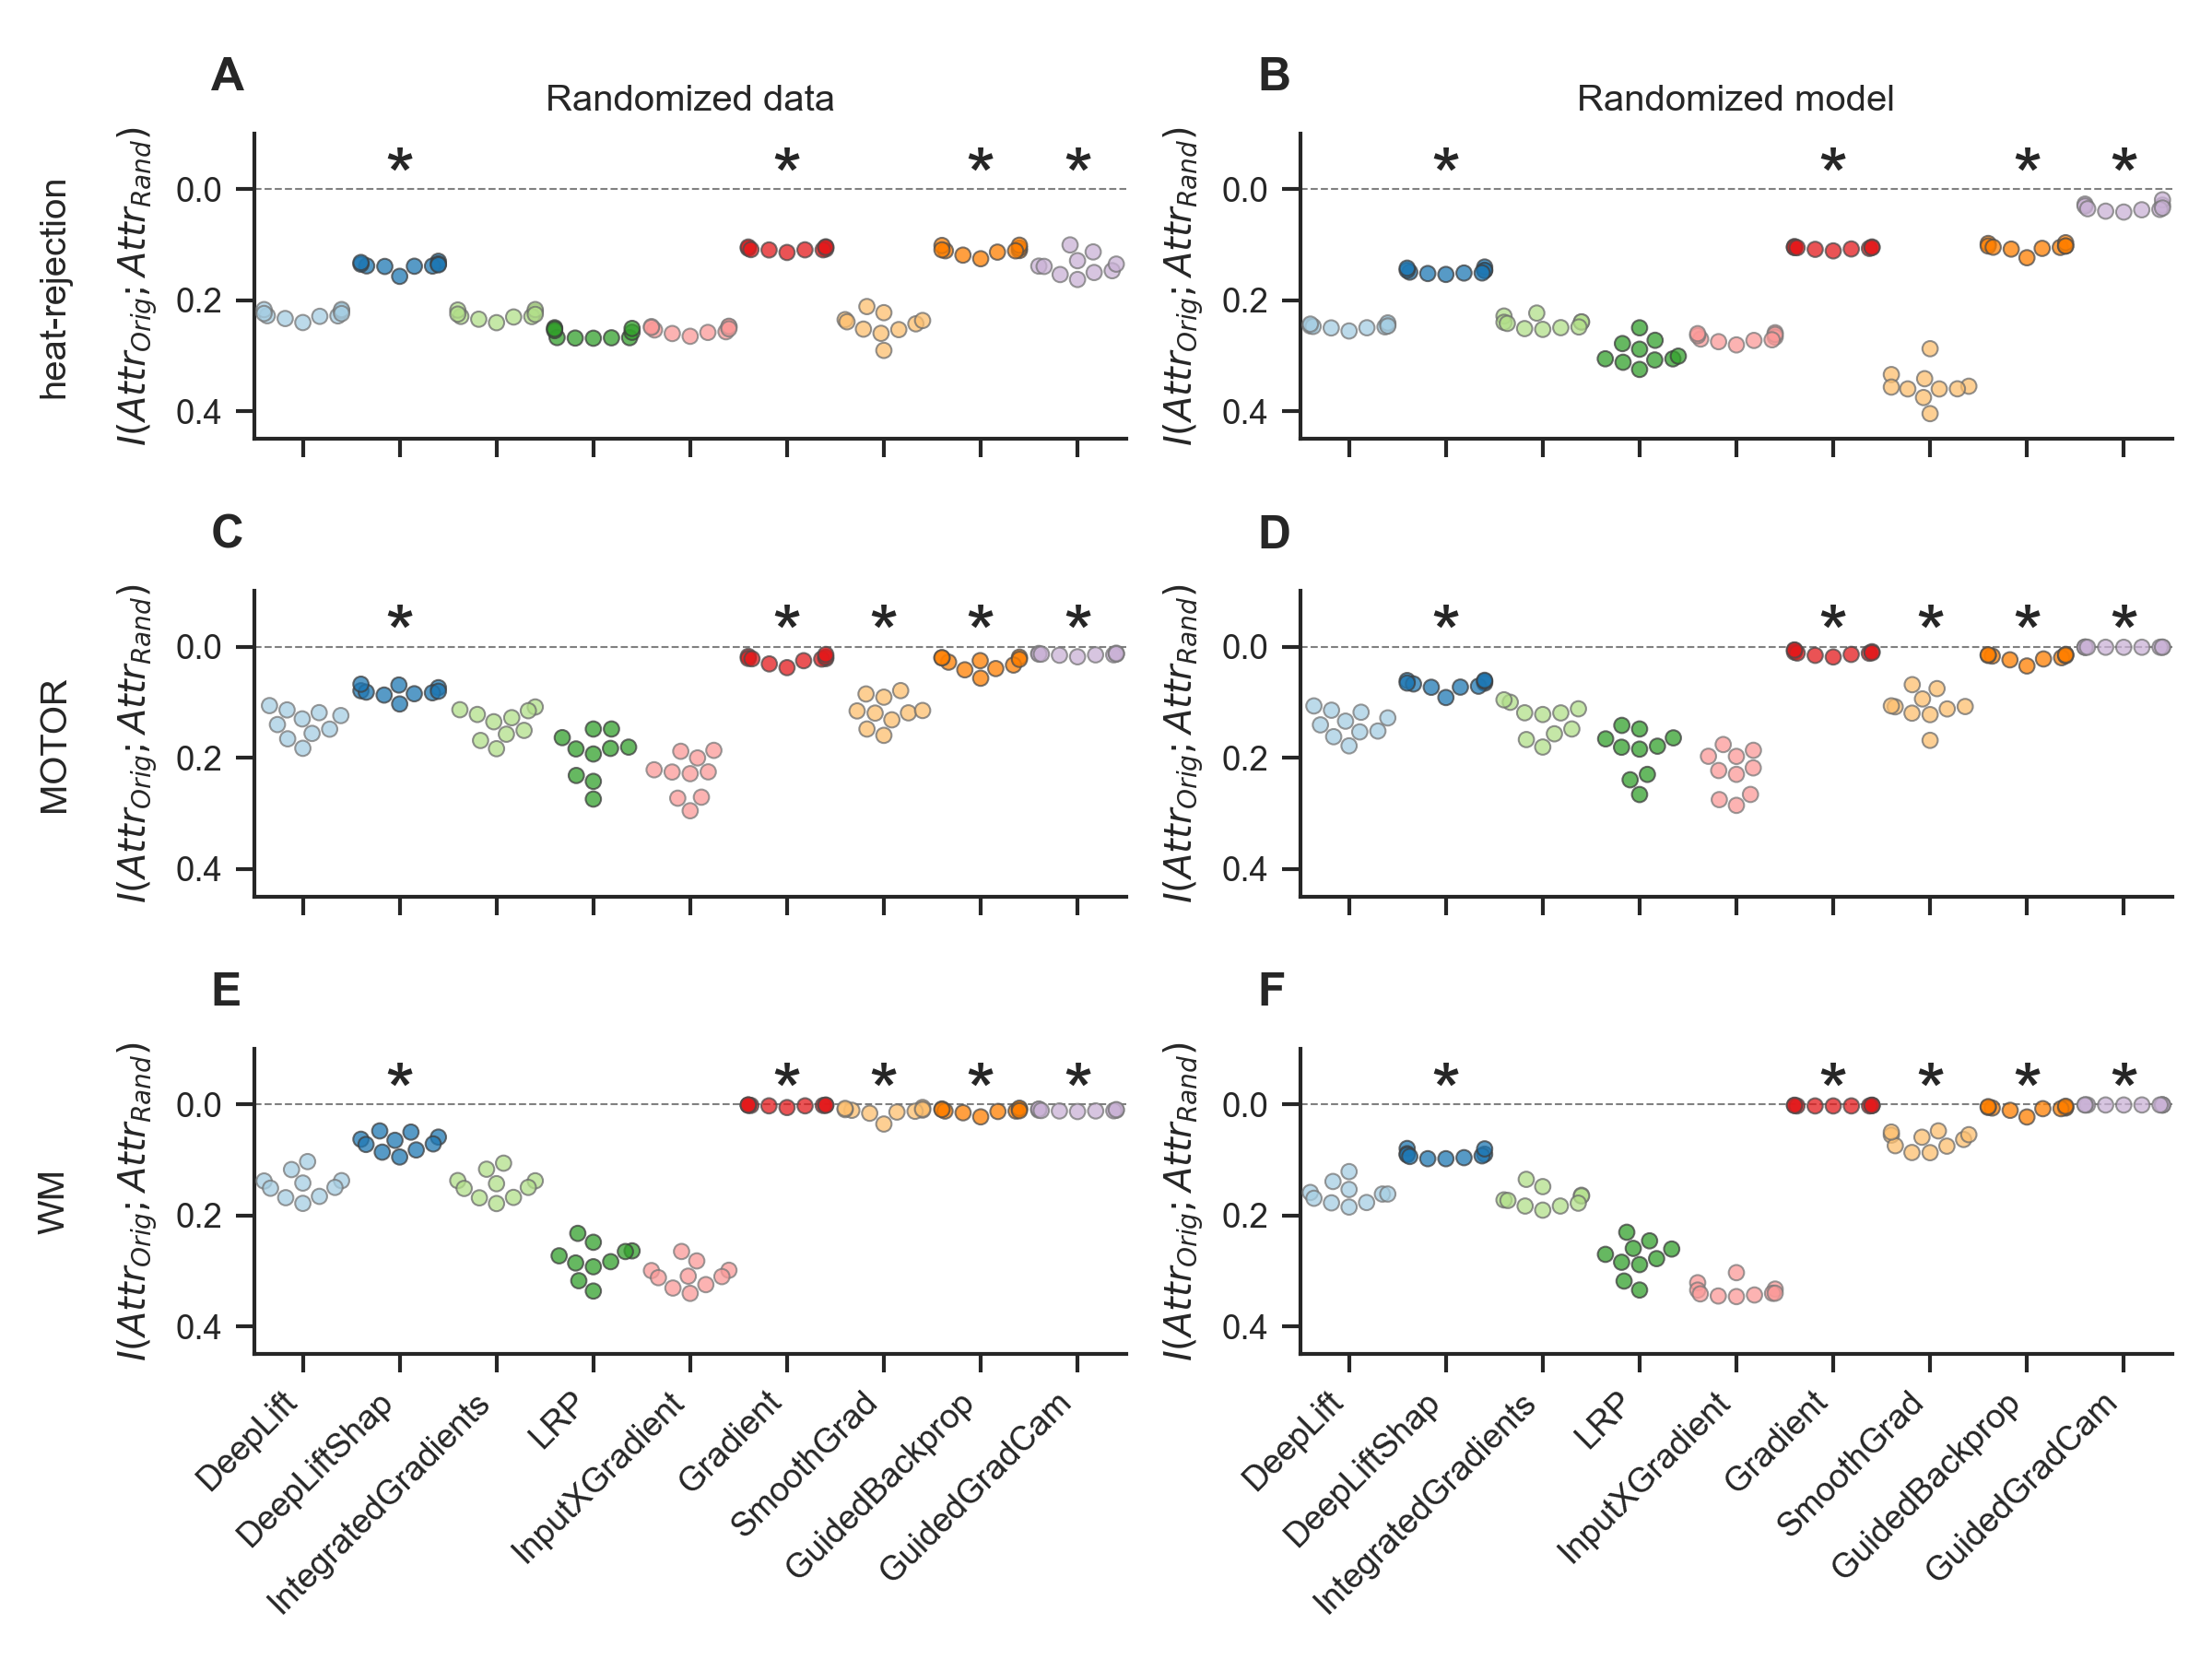 A
B
Randomized data
Randomized model
heat-rejection
I(Attr_Orig; Attr_Rand)
0.0
0.2
0.4
* * * *
I(Attr_Orig; Attr_Rand)
0.0
0.2
0.4
* * * *
C
D
MOTOR
I(Attr_Orig; Attr_Rand)
0.0
0.2
0.4
* * * * *
I(Attr_Orig; Attr_Rand)
0.0
0.2
0.4
* * * * *
E
F
WM
I(Attr_Orig; Attr_Rand)
0.0
0.2
0.4
* * * * *
I(Attr_Orig; Attr_Rand)
0.0
0.2
0.4
* * * * *
DeepLift
DeepLiftShap
IntegratedGradients
LRP
InputXGradient
Gradient
SmoothGrad
GuidedBackprop
GuidedGradCam
DeepLift
DeepLiftShap
IntegratedGradients
LRP
InputXGradient
Gradient
SmoothGrad
GuidedBackprop
GuidedGradCam